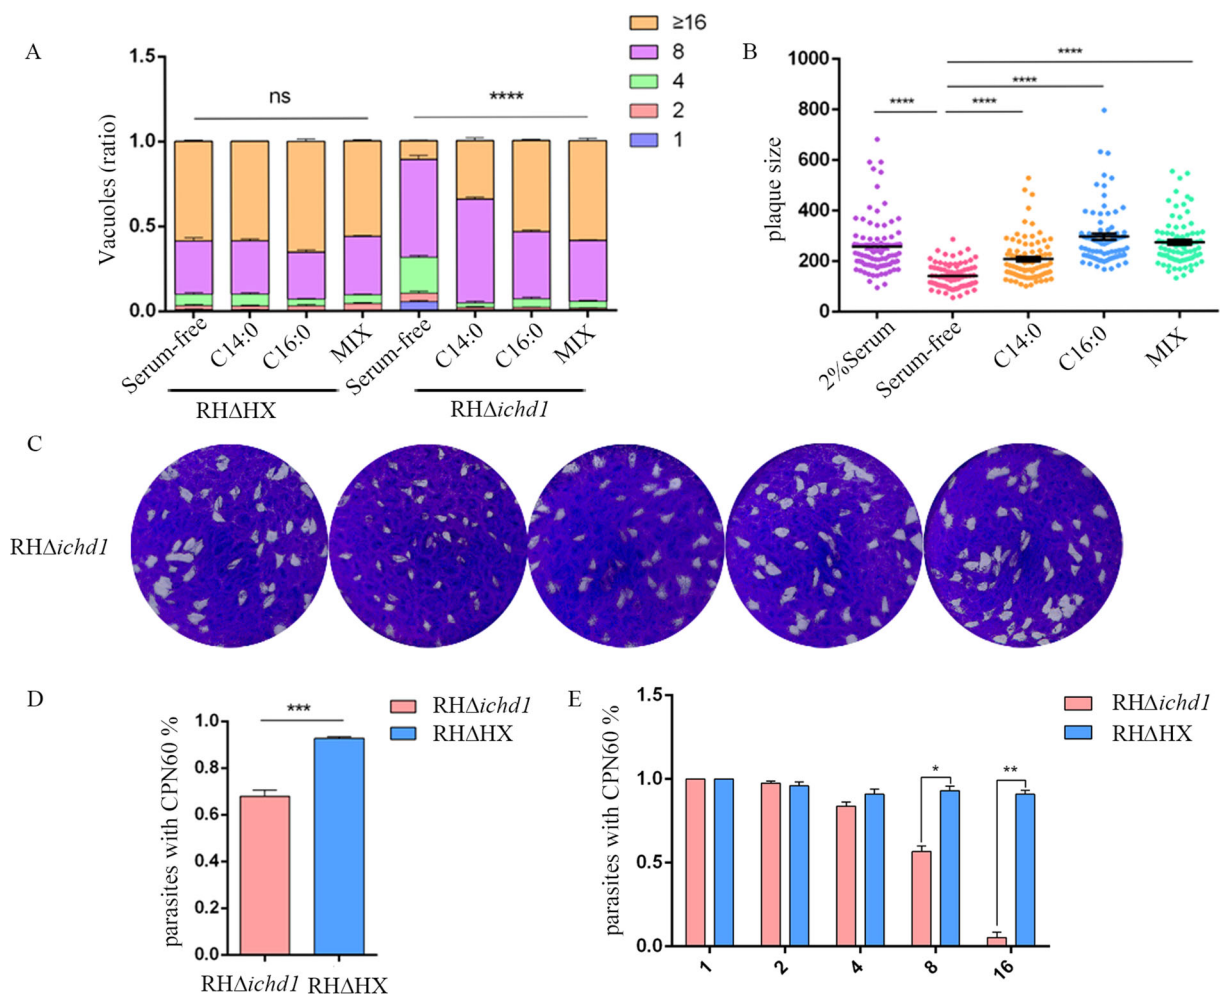 A
Vacuoles (ratio)
1.5
1.0
0.5
0.0
ns
****
≥16
8
4
2
1
Serum-free
C14:0
C16:0
MIX
Serum-free
C14:0
C16:0
MIX
RHΔHX
RHΔichd1
B
plaque size
1000
800
600
400
200
0
****
****
****
****
2%Serum
Serum-free
C14:0
C16:0
MIX
C
RHΔichd1
D
parasites with CPN60 %
1.0
0.8
0.6
0.4
0.2
0.0
***
RHΔichd1
RHΔHX
RHΔichd1
RHΔHX
E
parasites with CPN60 %
1.5
1.0
0.5
0.0
*
**
RHΔichd1
RHΔHX
1
2
4
8
16